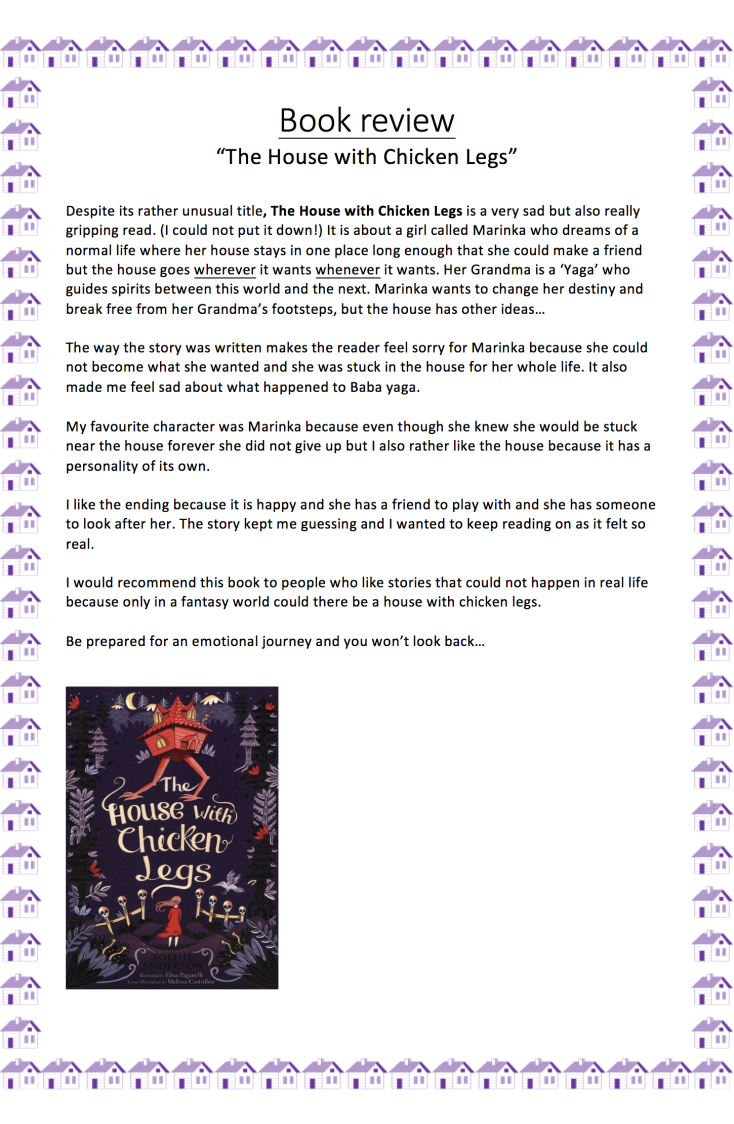 Book review
“The House with Chicken Legs”
Despite its rather unusual title, The House with Chicken Legs is a very sad but also really
gripping read. (I could not put it down!) It is about a girl called Marinka who dreams of a
normal life where her house stays in one place long enough that she could make a friend
but the house goes wherever it wants whenever it wants. Her Grandma is a ‘Yaga’ who
guides spirits between this world and the next. Marinka wants to change her destiny and
break free from her Grandma’s footsteps, but the house has other ideas…
The way the story was written makes the reader feel sorry for Marinka because she could
not become what she wanted and she was stuck in the house for her whole life. It also
made me feel sad about what happened to Baba yaga.
My favourite character was Marinka because even though she knew she would be stuck
near the house forever she did not give up but I also rather like the house because it has a
personality of its own.
I like the ending because it is happy and she has a friend to play with and she has someone
to look after her. The story kept me guessing and I wanted to keep reading on as it felt so
real.
I would recommend this book to people who like stories that could not happen in real life
because only in a fantasy world could there be a house with chicken legs.
Be prepared for an emotional journey and you won’t look back…
The
House with
Chicken
Legs
SOPHIE
ANDERSON
Illustrated by Elisa Paganelli
Cover illustration by Melissa Castrillón